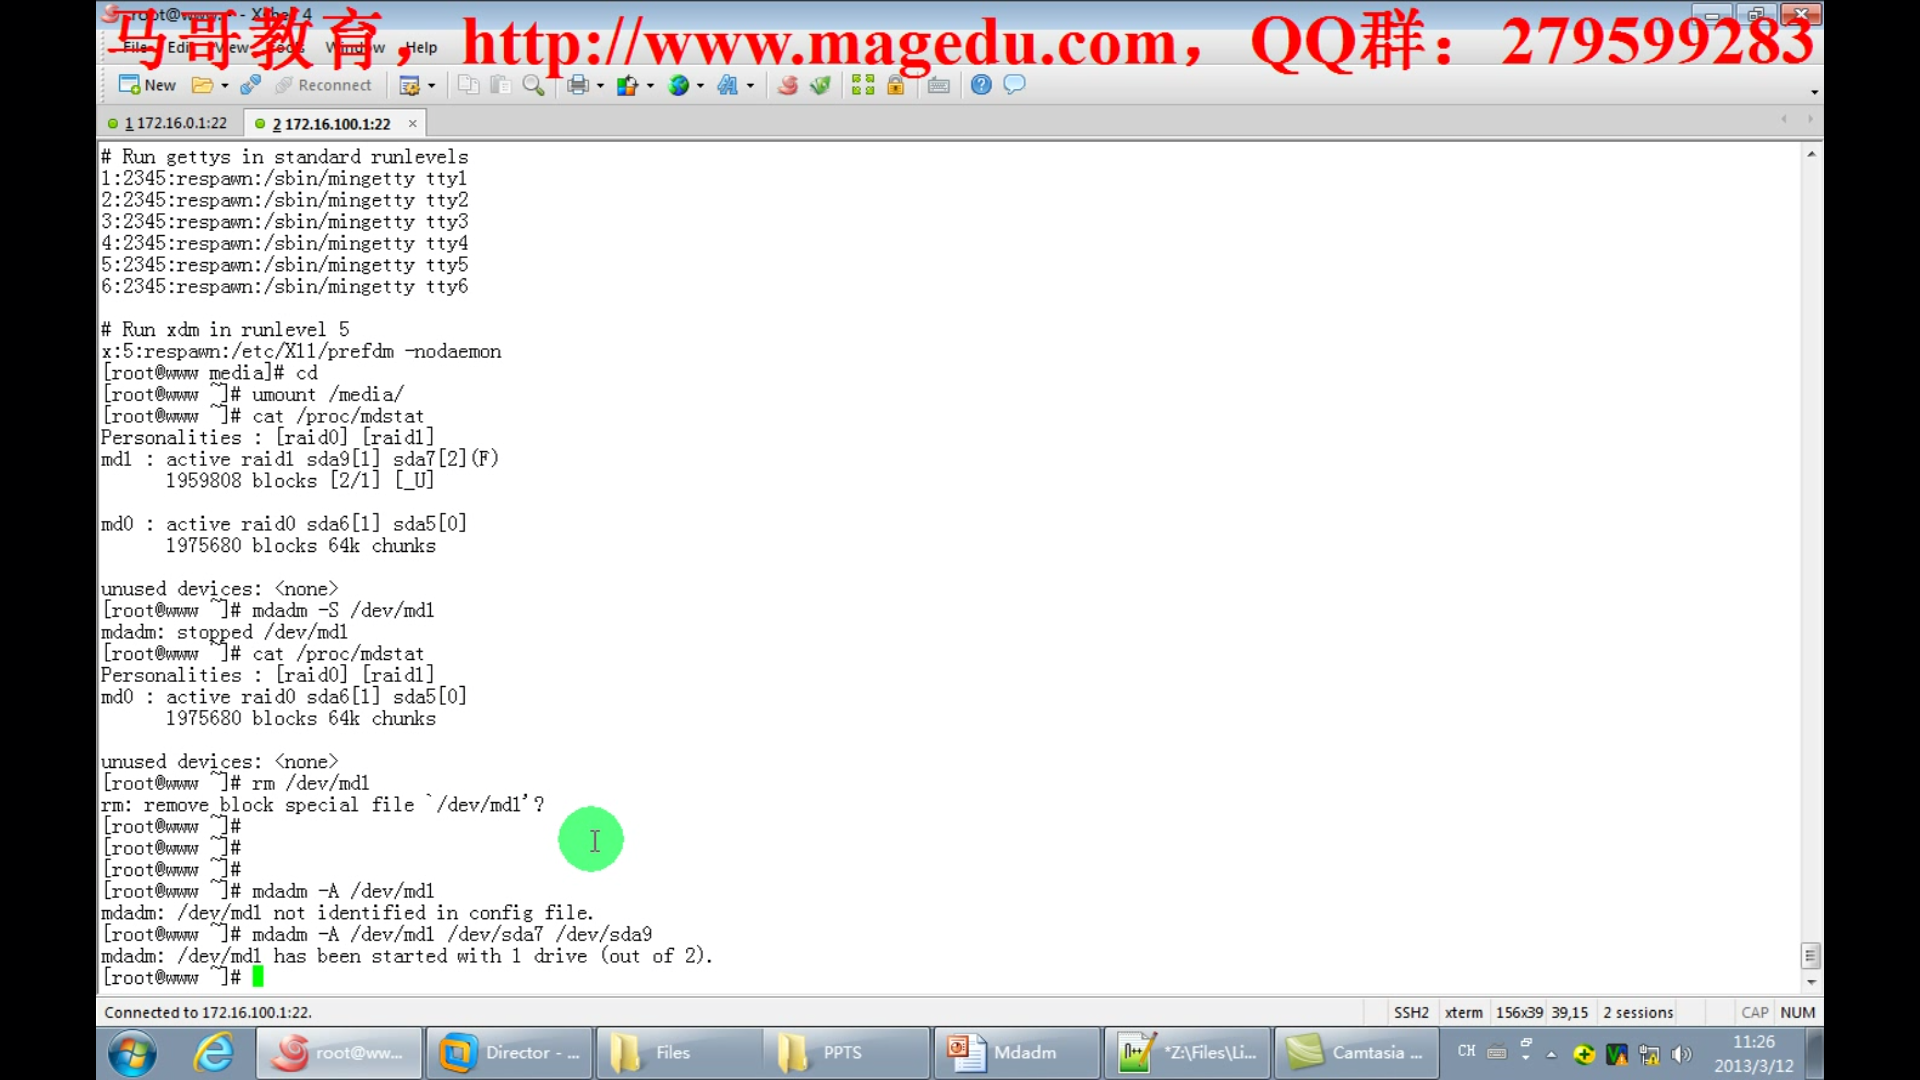 root@www:~ - Xshell 4
马哥教育，http://www.magedu.com，QQ群：279599283
File Edit View Tools Window Help
New Reconnect
1 172.16.0.1:22 2 172.16.100.1:22
# Run gettys in standard runlevels
1:2345:respawn:/sbin/mingetty tty1
2:2345:respawn:/sbin/mingetty tty2
3:2345:respawn:/sbin/mingetty tty3
4:2345:respawn:/sbin/mingetty tty4
5:2345:respawn:/sbin/mingetty tty5
6:2345:respawn:/sbin/mingetty tty6
# Run xdm in runlevel 5
x:5:respawn:/etc/X11/prefdm -nodaemon
[root@www media]# cd
[root@www ~]# umount /media/
[root@www ~]# cat /proc/mdstat
Personalities : [raid0] [raid1]
md1 : active raid1 sda9[1] sda7[2](F)
1959808 blocks [2/1] [_U]
md0 : active raid0 sda6[1] sda5[0]
1975680 blocks 64k chunks
unused devices: <none>
[root@www ~]# mdadm -S /dev/md1
mdadm: stopped /dev/md1
[root@www ~]# cat /proc/mdstat
Personalities : [raid0] [raid1]
md0 : active raid0 sda6[1] sda5[0]
1975680 blocks 64k chunks
unused devices: <none>
[root@www ~]# rm /dev/md1
rm: remove block special file `/dev/md1'?
[root@www ~]#
[root@www ~]#
[root@www ~]#
[root@www ~]# mdadm -A /dev/md1
mdadm: /dev/md1 not identified in config file.
[root@www ~]# mdadm -A /dev/md1 /dev/sda7 /dev/sda9
mdadm: /dev/md1 has been started with 1 drive (out of 2).
[root@www ~]#
Connected to 172.16.100.1:22. SSH2 xterm 156x39 39,15 2 sessions CAP NUM
root@ww... Director - ... Files PPTS Mdadm *Z:\Files\Li... Camtasia ... CH 11:26
2013/3/12